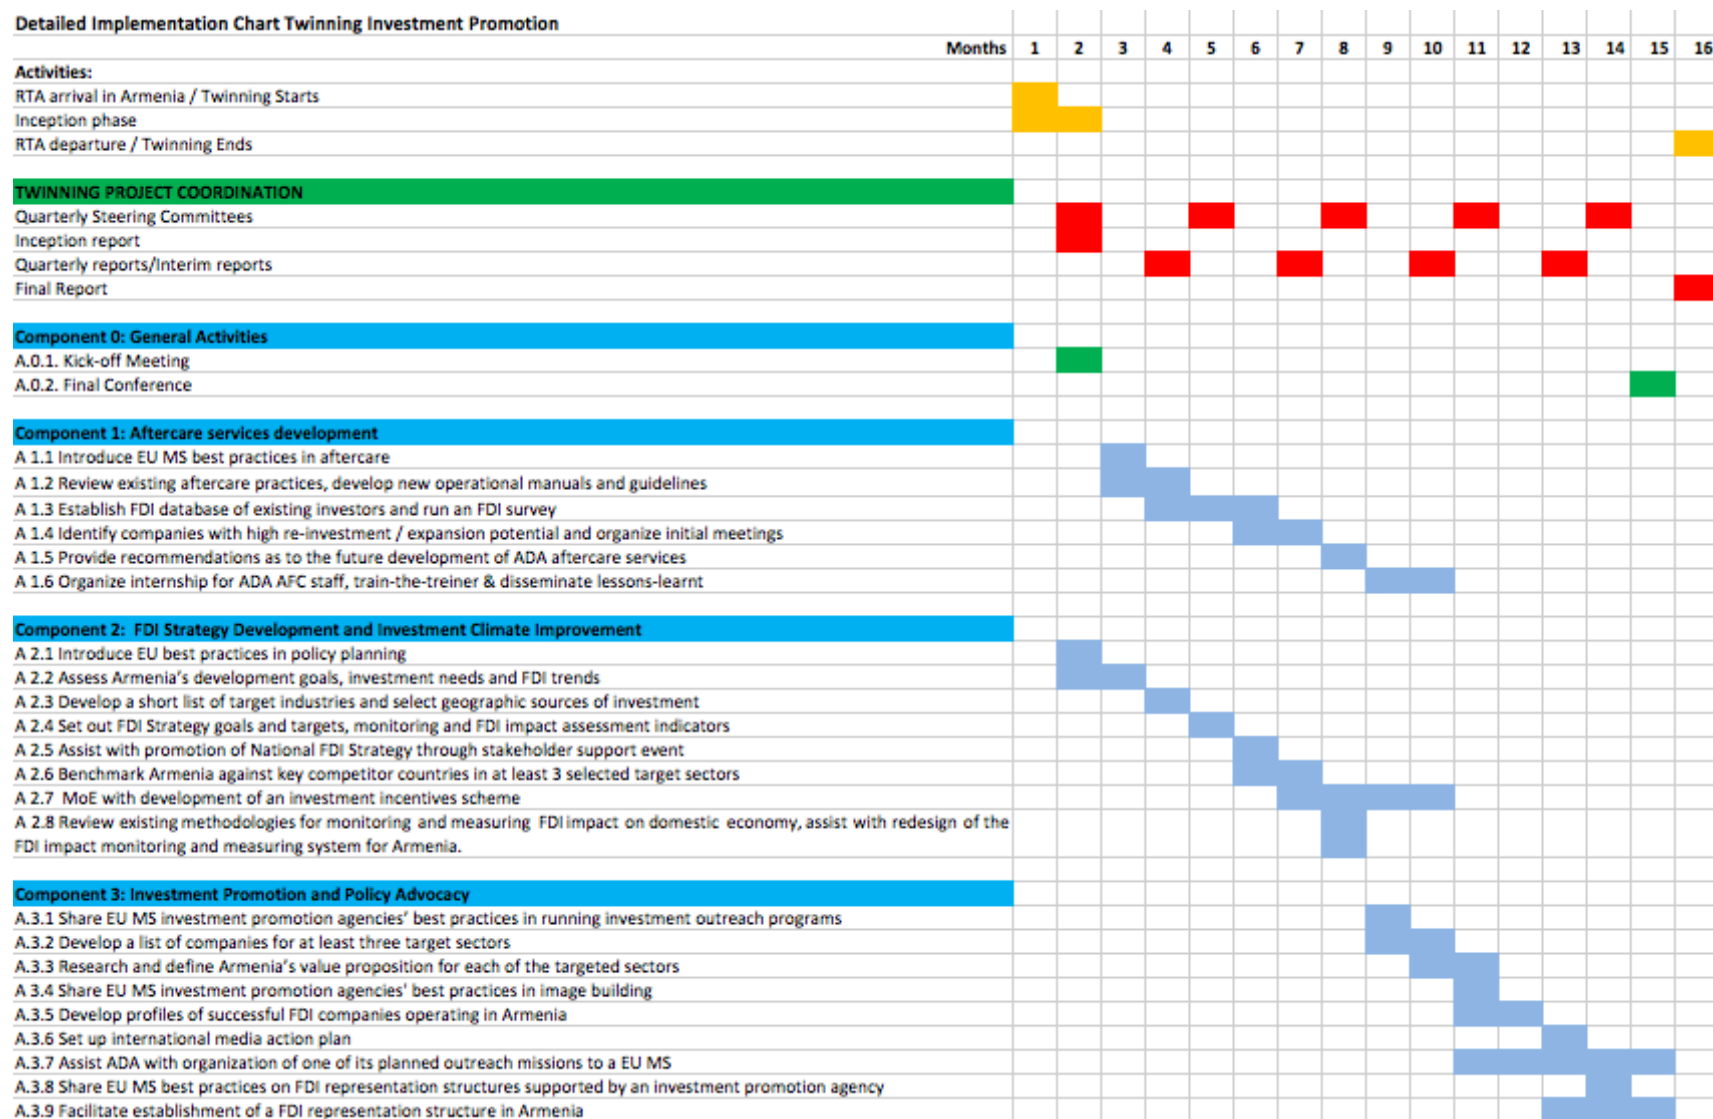 Detailed Implementation Chart Twinning Investment Promotion
Months 1 2 3 4 5 6 7 8 9 10 11 12 13 14 15 16
Activities:
RTA arrival in Armenia / Twinning Starts
Inception phase
RTA departure / Twinning Ends
TWINNING PROJECT COORDINATION
Quarterly Steering Committees
Inception report
Quarterly reports/Interim reports
Final Report
Component 0: General Activities
A.0.1. Kick-off Meeting
A.0.2. Final Conference
Component 1: Aftercare services development
A 1.1 Introduce EU MS best practices in aftercare
A 1.2 Review existing aftercare practices, develop new operational manuals and guidelines
A 1.3 Establish FDI database of existing investors and run an FDI survey
A 1.4 Identify companies with high re-investment / expansion potential and organize initial meetings
A 1.5 Provide recommendations as to the future development of ADA aftercare services
A 1.6 Organize internship for ADA AFC staff, train-the-treiner & disseminate lessons-learnt
Component 2: FDI Strategy Development and Investment Climate Improvement
A 2.1 Introduce EU best practices in policy planning
A 2.2 Assess Armenia's development goals, investment needs and FDI trends
A 2.3 Develop a short list of target industries and select geographic sources of investment
A 2.4 Set out FDI Strategy goals and targets, monitoring and FDI impact assessment indicators
A 2.5 Assist with promotion of National FDI Strategy through stakeholder support event
A 2.6 Benchmark Armenia against key competitor countries in at least 3 selected target sectors
A 2.7 MoE with development of an investment incentives scheme
A 2.8 Review existing methodologies for monitoring and measuring FDI impact on domestic economy, assist with redesign of the
FDI impact monitoring and measuring system for Armenia.
Component 3: Investment Promotion and Policy Advocacy
A.3.1 Share EU MS investment promotion agencies' best practices in running investment outreach programs
A.3.2 Develop a list of companies for at least three target sectors
A.3.3 Research and define Armenia's value proposition for each of the targeted sectors
A 3.4 Share EU MS investment promotion agencies' best practices in image building
A.3.5 Develop profiles of successful FDI companies operating in Armenia
A.3.6 Set up international media action plan
A.3.7 Assist ADA with organization of one of its planned outreach missions to a EU MS
A.3.8 Share EU MS best practices on FDI representation structures supported by an investment promotion agency
A.3.9 Facilitate establishment of a FDI representation structure in Armenia